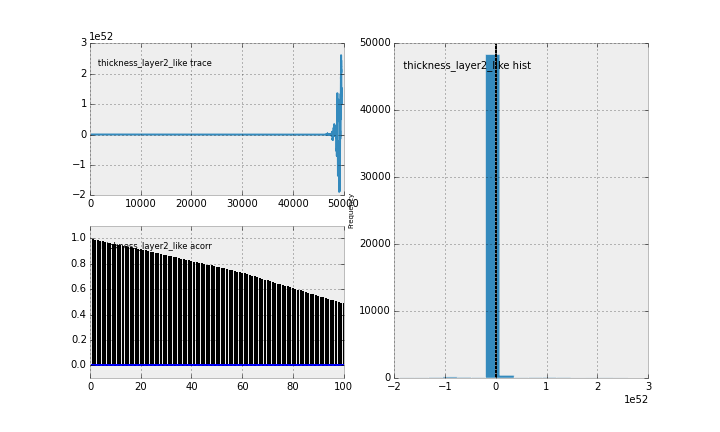 1e52
thickness_layer2_like trace
3
2
1
0
−1
−2
0 10000 20000 30000 40000 50000
thickness_layer2_like acorr
1.0
0.8
0.6
0.4
0.2
0.0
0 20 40 60 80 100
Frequency
thickness_layer2_like hist
50000
40000
30000
20000
10000
0
−2 −1 0 1 2 3
1e52